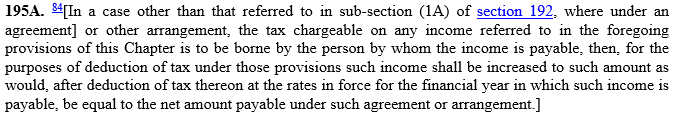 195A. 84[In a case other than that referred to in sub-section (1A) of section 192, where under an
agreement] or other arrangement, the tax chargeable on any income referred to in the foregoing
provisions of this Chapter is to be borne by the person by whom the income is payable, then, for the
purposes of deduction of tax under those provisions such income shall be increased to such amount as
would, after deduction of tax thereon at the rates in force for the financial year in which such income is
payable, be equal to the net amount payable under such agreement or arrangement.]